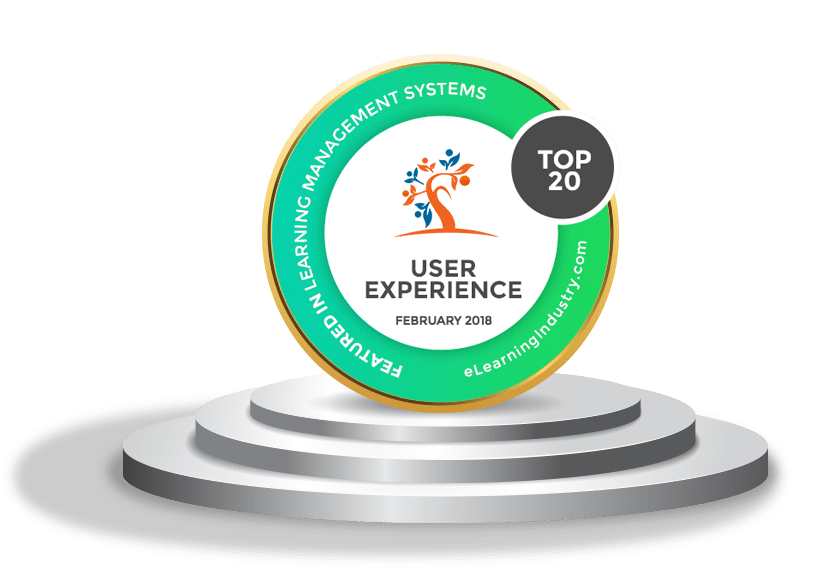 FEATURED IN LEARNING MANAGEMENT SYSTEMS
TOP
20
USER
EXPERIENCE
FEBRUARY 2018
eLearningIndustry.com